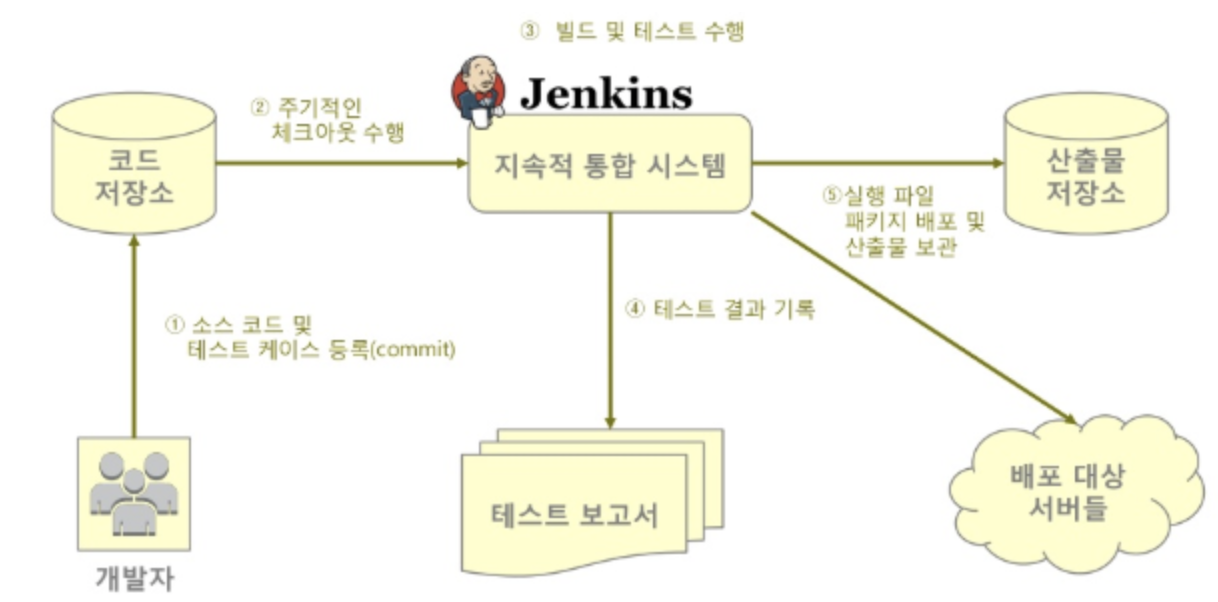 ③ 빌드 및 테스트 수행
Jenkins
② 주기적인
체크아웃 수행
코드
저장소
지속적 통합 시스템
산출물
저장소
⑤실행 파일
패키지 배포 및
산출물 보관
① 소스 코드 및
테스트 케이스 등록(commit)
④ 테스트 결과 기록
테스트 보고서
배포 대상
서버들
개발자